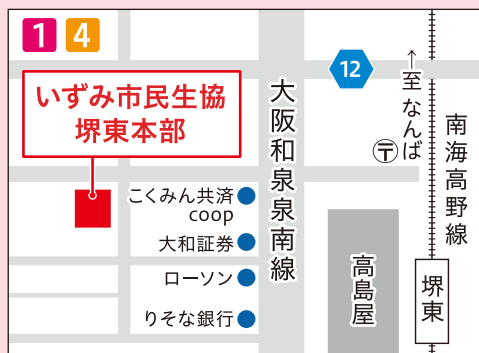 1 4
12
いずみ市民生協
堺東本部
大阪和泉泉南線
←至 なんば
〒
南海高野線
こくみん共済
coop
大和証券
ローソン
りそな銀行
高島屋
堺東